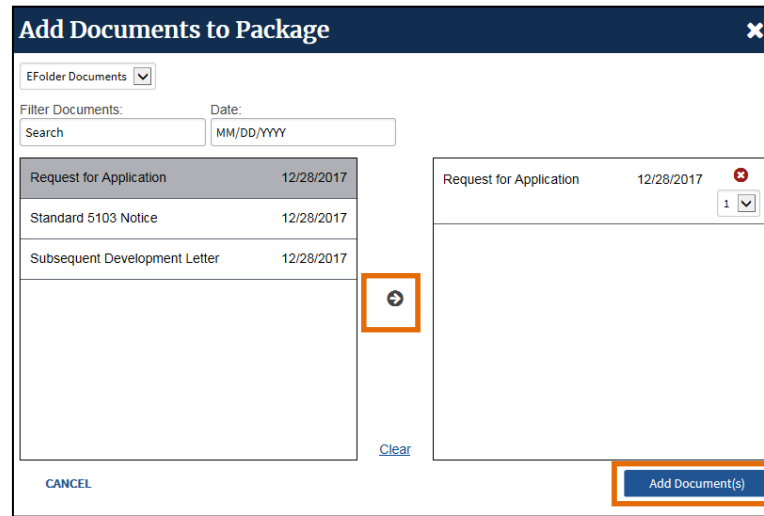 Add Documents to Package
EFolder Documents
Filter Documents: Date:
Search MM/DD/YYYY
Request for Application 12/28/2017
Standard 5103 Notice 12/28/2017
Subsequent Development Letter 12/28/2017
Request for Application 12/28/2017
1
Clear
CANCEL
Add Document(s)